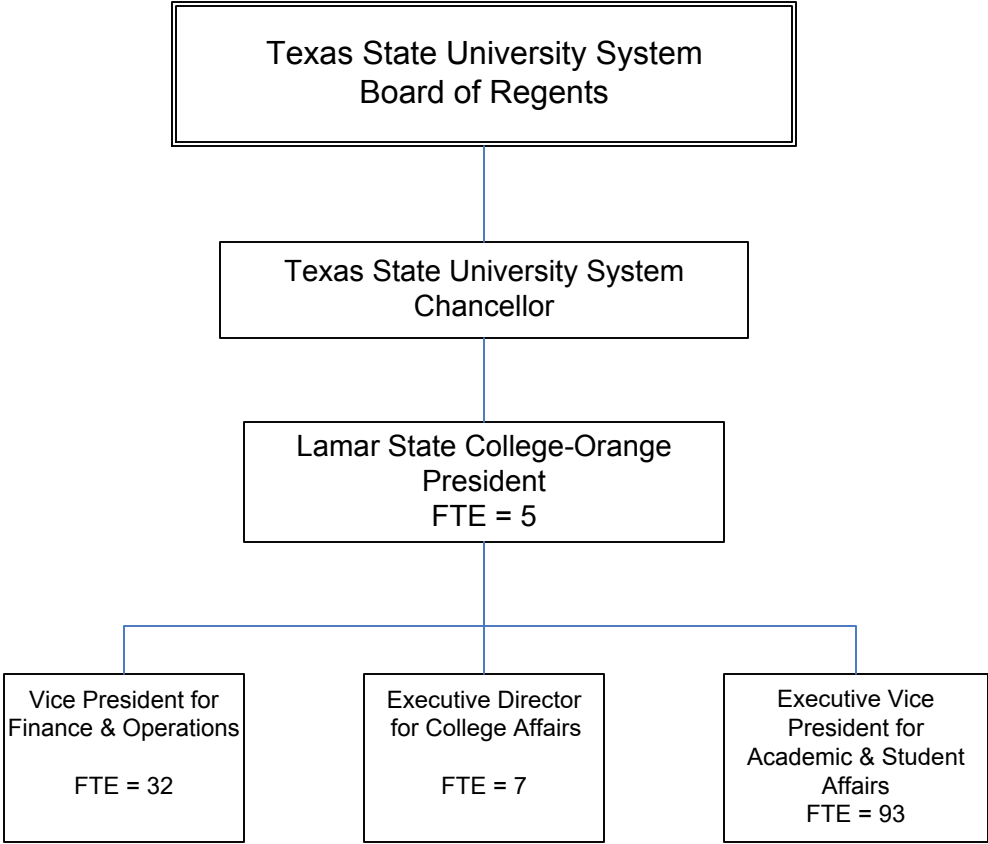 Texas State University System
Board of Regents
Texas State University System
Chancellor
Lamar State College-Orange
President
FTE = 5
Vice President for
Finance & Operations
FTE = 32
Executive Director
for College Affairs
FTE = 7
Executive Vice
President for
Academic & Student
Affairs
FTE = 93